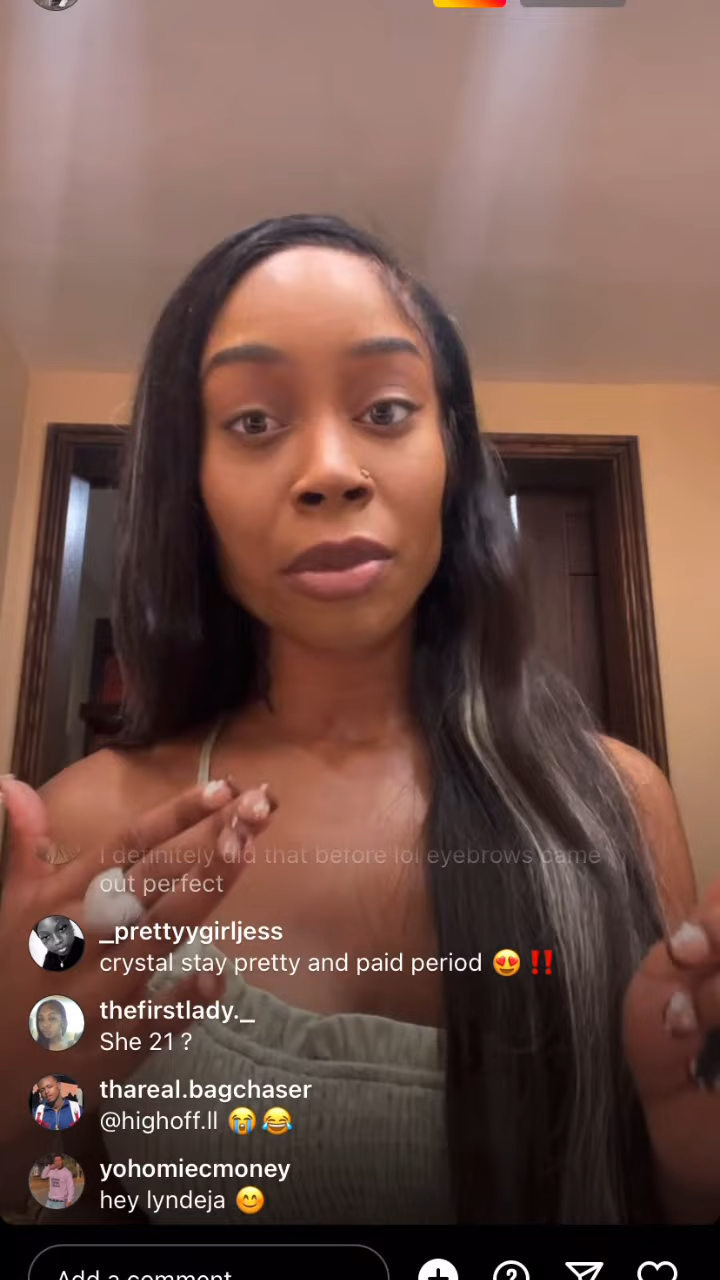 I definitely did that before lol eyebrows came
out perfect
_prettyygirljess
crystal stay pretty and paid period 😍 ‼️
thefirstlady._
She 21 ?
thareal.bagchaser
@highoff.ll 😭😂
yohomiecmoney
hey lyndeja 😊
Add a comment